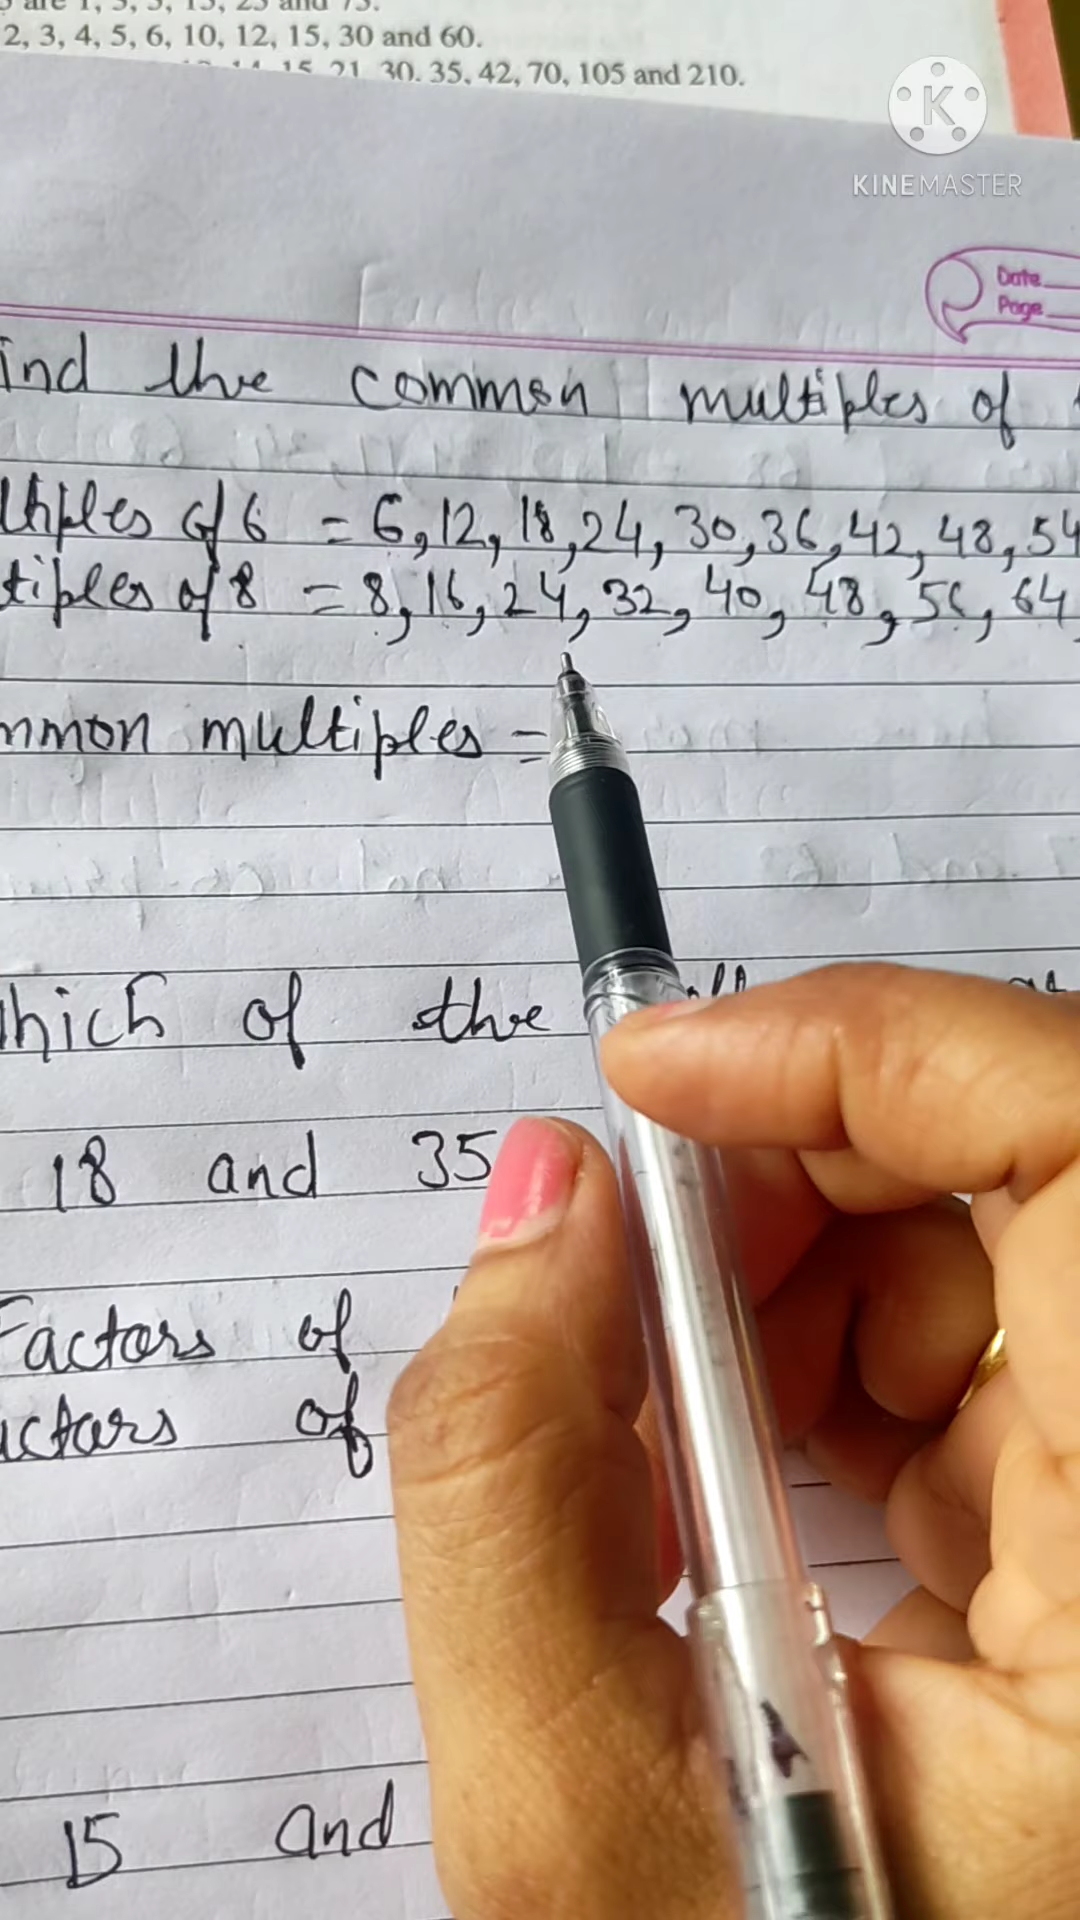 2, 3, 4, 5, 6, 10, 12, 15, 30 and 60.
15 21, 30, 35, 42, 70, 105 and 210.
K
KINEMASTER
Date
Page
ind the common multiples of
ltiples of 6 = 6, 12, 18, 24, 30, 36, 42, 48, 54
tiples of 8 = 8, 16, 24, 32, 40, 48, 56, 64,
mmon multiples =
hich of the
18 and 35
Factors of
actors of
15 and